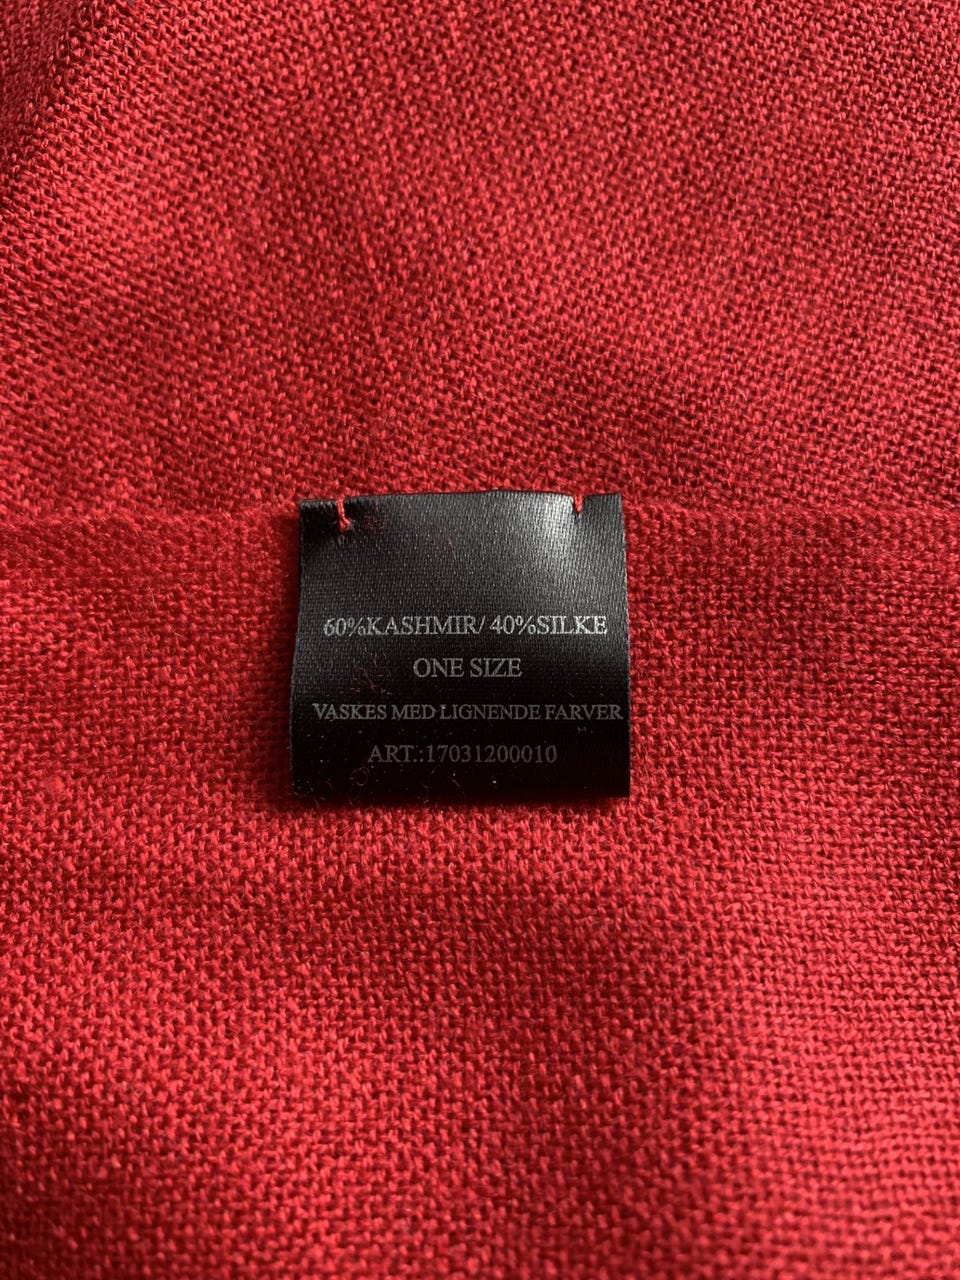 60%KASHMIR/ 40%SILKE
ONE SIZE
VASKES MED LIGNENDE FARVER
ART.:17031200010